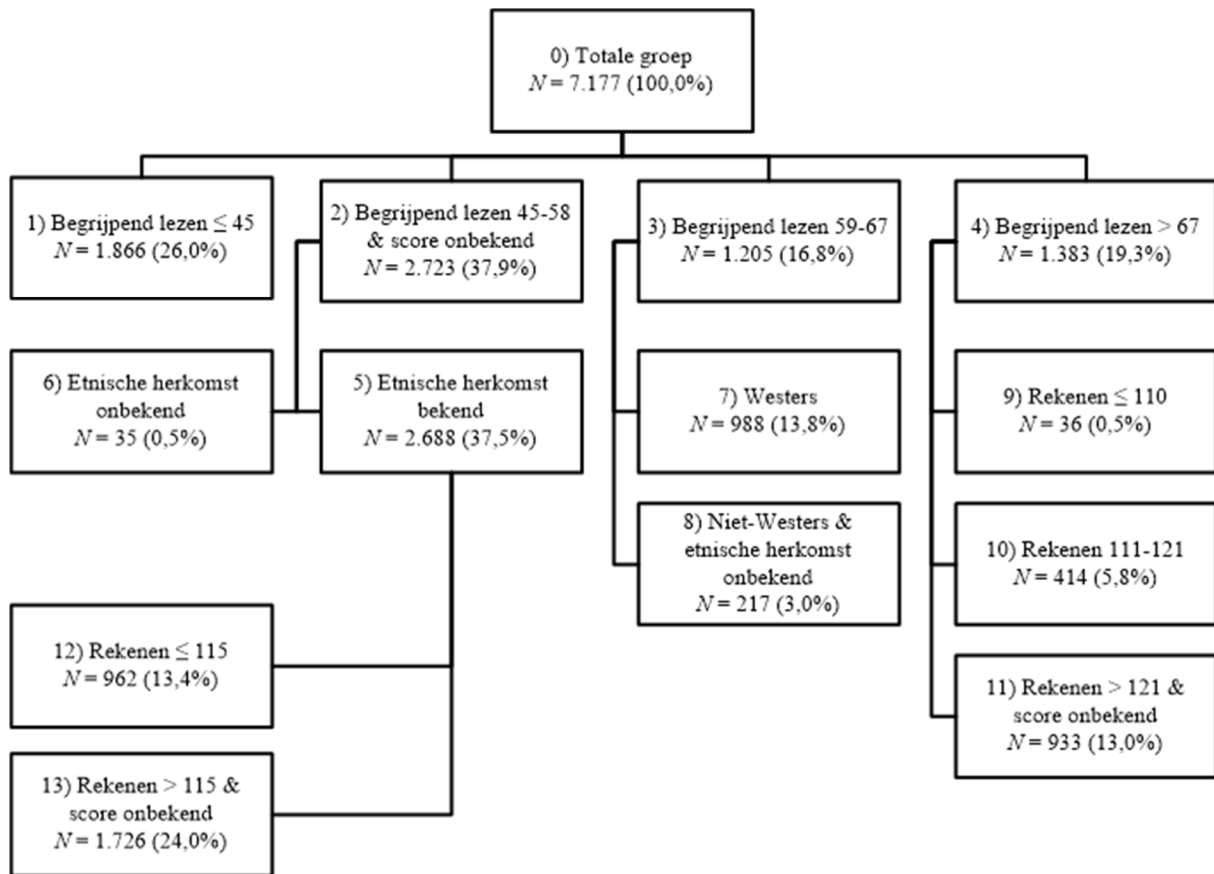 0) Totale groep
N = 7.177 (100,0%)
1) Begrijpend lezen ≤ 45
N = 1.866 (26,0%)
2) Begrijpend lezen 45-58
& score onbekend
N = 2.723 (37,9%)
3) Begrijpend lezen 59-67
N = 1.205 (16,8%)
4) Begrijpend lezen > 67
N = 1.383 (19,3%)
6) Etnische herkomst
onbekend
N = 35 (0,5%)
5) Etnische herkomst
bekend
N = 2.688 (37,5%)
7) Westers
N = 988 (13,8%)
9) Rekenen ≤ 110
N = 36 (0,5%)
8) Niet-Westers &
etnische herkomst
onbekend
N = 217 (3,0%)
10) Rekenen 111-121
N = 414 (5,8%)
12) Rekenen ≤ 115
N = 962 (13,4%)
11) Rekenen > 121 &
score onbekend
N = 933 (13,0%)
13) Rekenen > 115 &
score onbekend
N = 1.726 (24,0%)